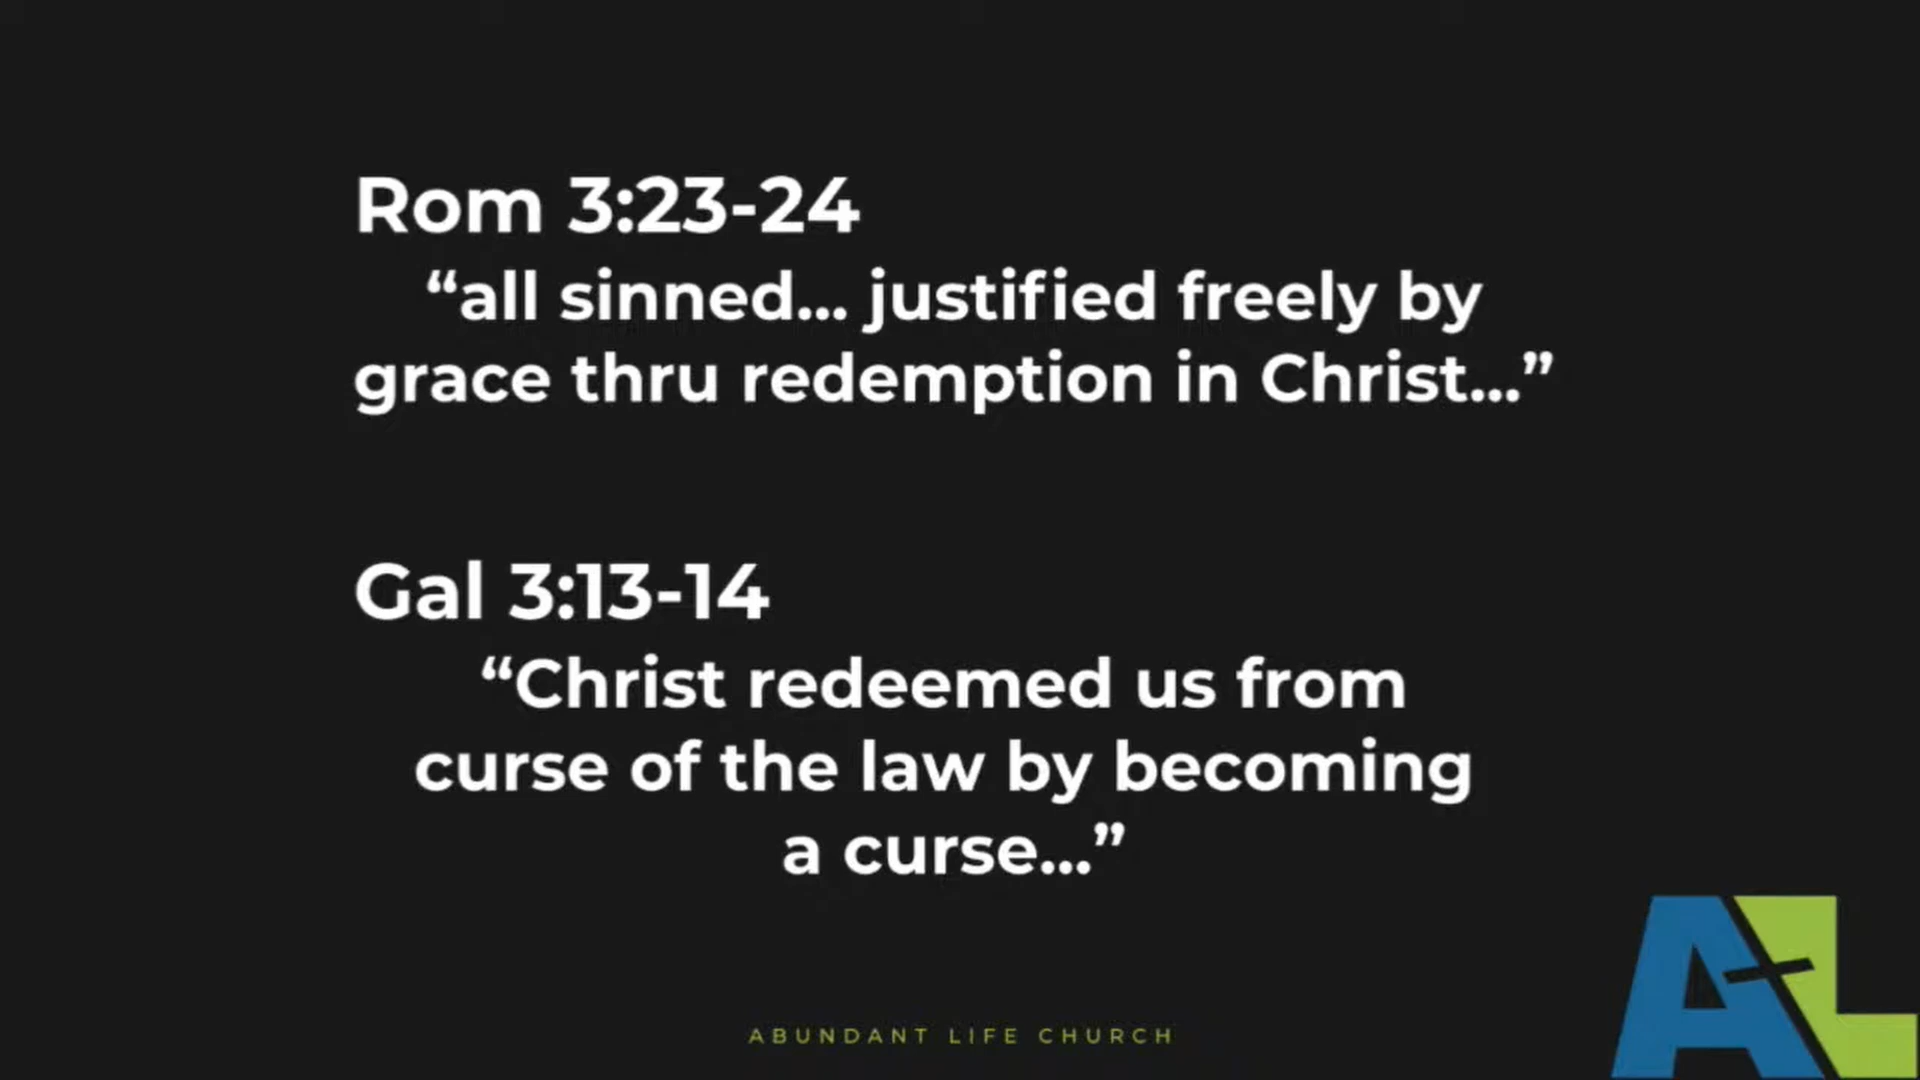 Rom 3:23-24
“all sinned... justified freely by
grace thru redemption in Christ...”
Gal 3:13-14
“Christ redeemed us from
curse of the law by becoming
a curse...”
AL
ABUNDANT LIFE CHURCH